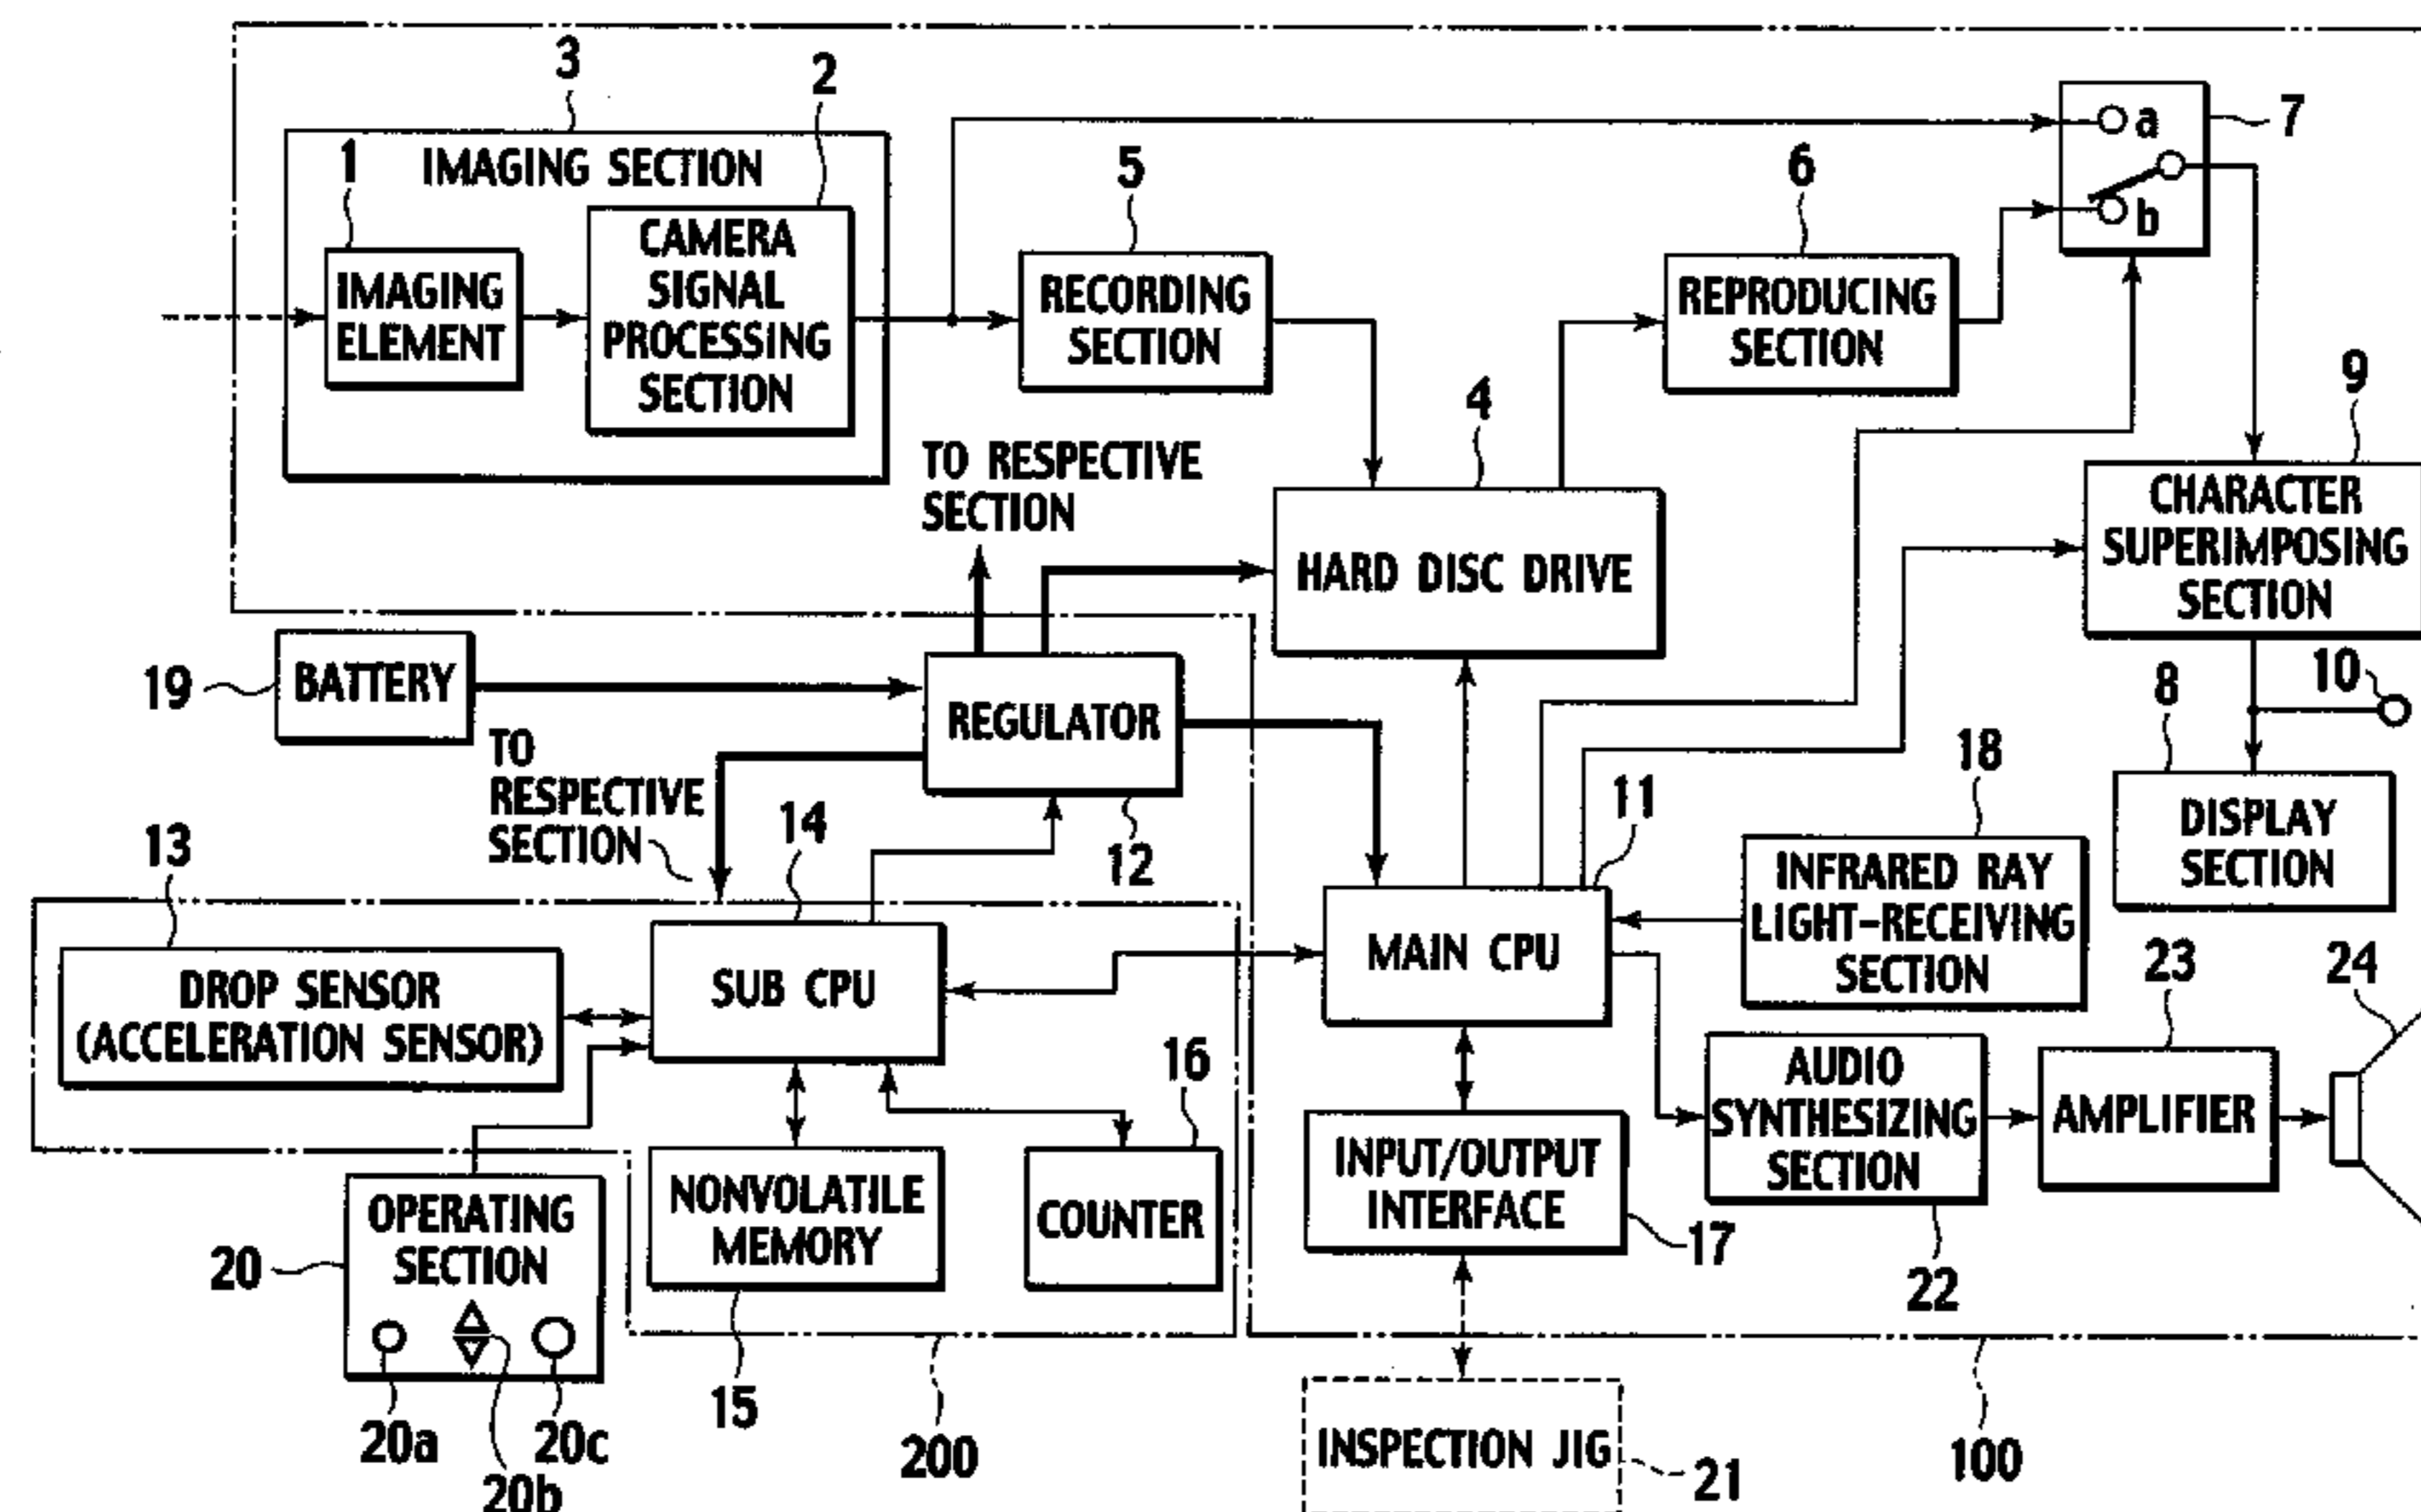 3
2
IMAGING SECTION
1
IMAGING
ELEMENT
CAMERA
SIGNAL
PROCESSING
SECTION
5
RECORDING
SECTION
6
REPRODUCING
SECTION
a
b
7
4
HARD DISC DRIVE
9
CHARACTER
SUPERIMPOSING
SECTION
TO RESPECTIVE
SECTION
19
BATTERY
REGULATOR
12
TO
RESPECTIVE
SECTION
10
8
DISPLAY
SECTION
13
DROP SENSOR
(ACCELERATION SENSOR)
14
SUB CPU
11
MAIN CPU
18
INFRARED RAY
LIGHT-RECEIVING
SECTION
16
COUNTER
NONVOLATILE
MEMORY
15
20
OPERATING
SECTION
20a
20b
20c
200
INPUT/OUTPUT
INTERFACE
17
AUDIO
SYNTHESIZING
SECTION
22
23
AMPLIFIER
24
INSPECTION JIG
21
100